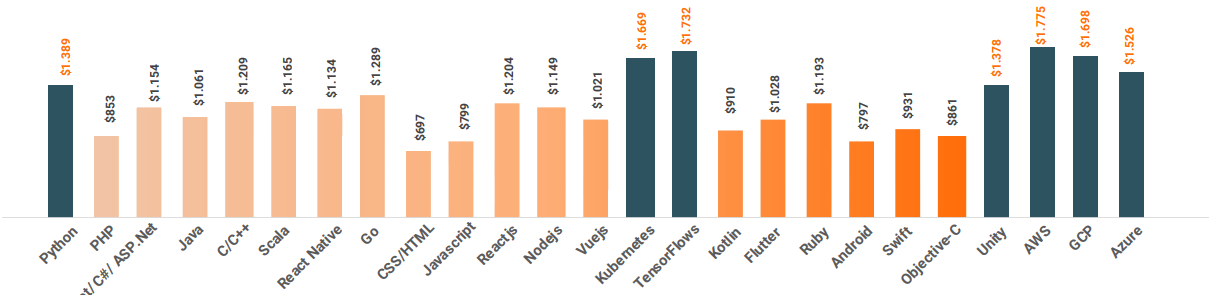 $1.389
$853
$1.154
$1.061
$1.209
$1.165
$1.134
$1.289
$697
$799
$1.204
$1.149
$1.021
$1.669
$1.732
$910
$1.028
$1.193
$797
$931
$861
$1.378
$1.775
$1.698
$1.526
Python
PHP
/ C#/ ASP.Net
Java
C/C++
Scala
React Native
Go
CSS/HTML
Javascript
Reactjs
Nodejs
Vuejs
Kubernetes
TensorFlows
Kotlin
Flutter
Ruby
Android
Swift
Objective-C
Unity
AWS
GCP
Azure